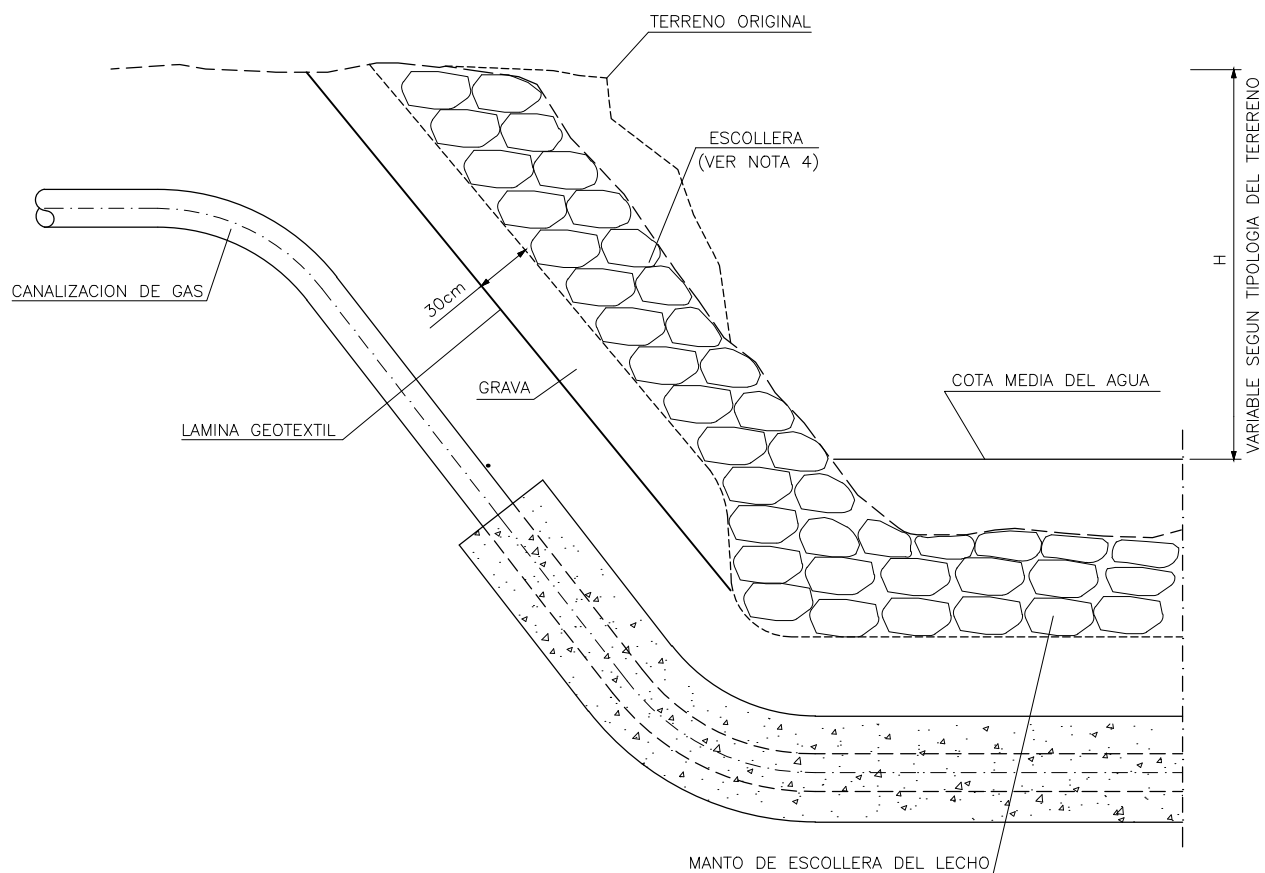 TERRENO ORIGINAL
ESCOLLERA
(VER NOTA 4)
H
VARIABLE SEGUN TIPOLOGIA DEL TERERENO
CANALIZACION DE GAS
30cm
GRAVA
COTA MEDIA DEL AGUA
LAMINA GEOTEXTIL
MANTO DE ESCOLLERA DEL LECHO